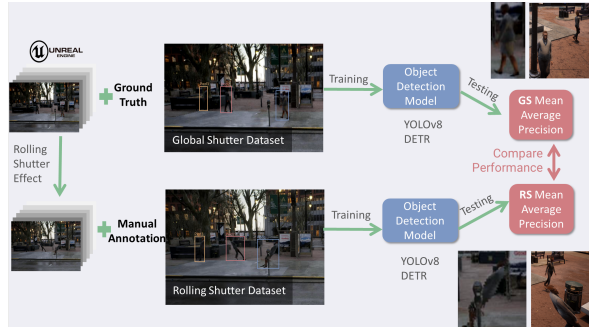 UNREAL
ENGINE
Ground
Truth
Global Shutter Dataset
Training
Object
Detection
Model
YOLOv8
DETR
Testing
GS Mean
Average
Precision
Rolling
Shutter
Effect
Compare
Performance
Manual
Annotation
Rolling Shutter Dataset
Training
Object
Detection
Model
YOLOv8
DETR
Testing
RS Mean
Average
Precision